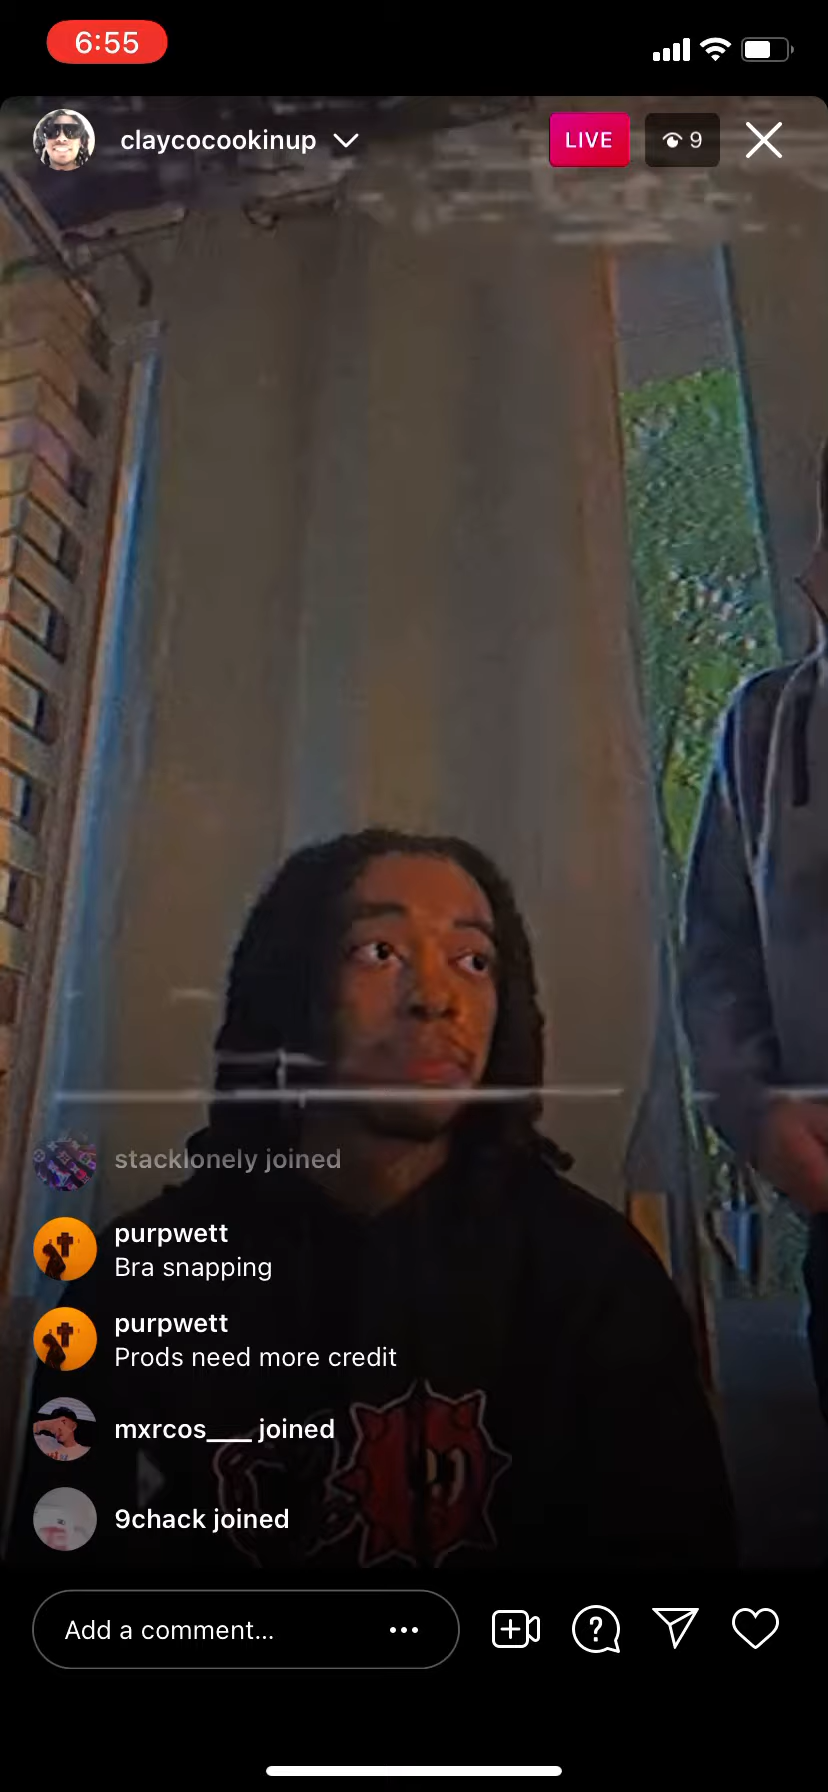 6:55
claycocookinup
LIVE
9
stacklonely joined
purpwett
Bra snapping
purpwett
Prods need more credit
mxrcos___ joined
9chack joined
Add a comment...